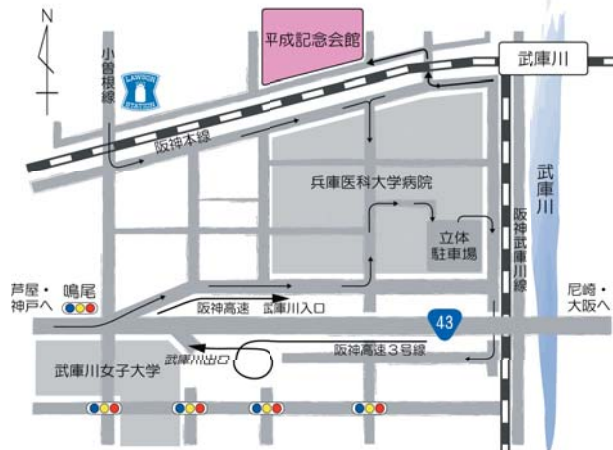 N
平成記念会館
武庫川
小曽根線
LAWSON
STATION
阪神本線
兵庫医科大学病院
武庫川
立体
駐車場
阪神武庫川線
芦屋・
神戸へ
鳴尾
阪神高速 武庫川入口
43
尼崎・
大阪へ
武庫川出口
阪神高速3号線
武庫川女子大学